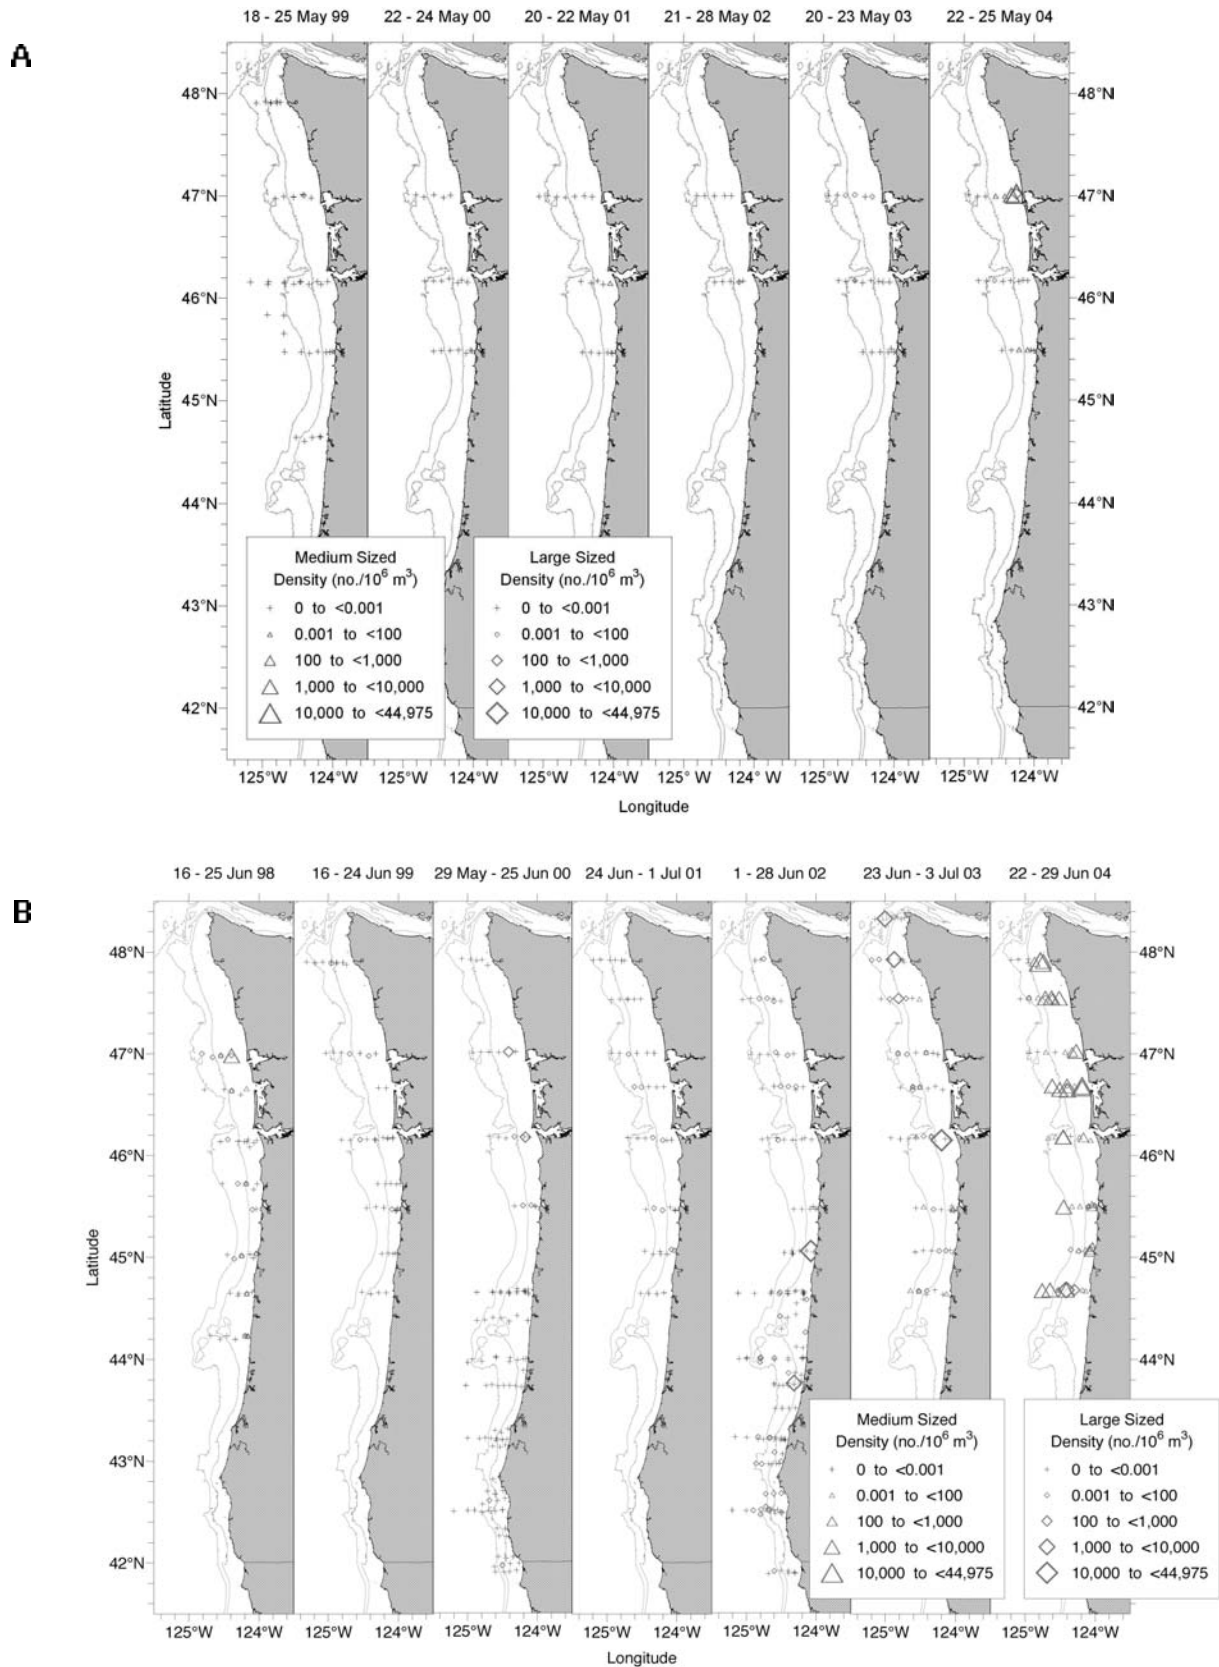 A
18 - 25 May 99 22 - 24 May 00 20 - 22 May 01 21 - 28 May 02 20 - 23 May 03 22 - 25 May 04
48°N 48°N
47°N 47°N
46°N 46°N
45°N 45°N
44°N 44°N
43°N 43°N
42°N 42°N
Latitude
Medium Sized
Density (no./10⁶ m³)
0 to <0.001
0.001 to <100
100 to <1,000
1,000 to <10,000
10,000 to <44,975
Large Sized
Density (no./10⁶ m³)
0 to <0.001
0.001 to <100
100 to <1,000
1,000 to <10,000
10,000 to <44,975
125°W 124°W 125°W 124°W 125°W 124°W 125° W 124°W 125°W 124°W 125°W 124°W
Longitude
B
16 - 25 Jun 98 16 - 24 Jun 99 29 May - 25 Jun 00 24 Jun - 1 Jul 01 1 - 28 Jun 02 23 Jun - 3 Jul 03 22 - 29 Jun 04
48°N 48°N
47°N 47°N
46°N 46°N
45°N 45°N
44°N 44°N
43°N
42°N
Latitude
Medium Sized
Density (no./10⁶ m³)
0 to <0.001
0.001 to <100
100 to <1,000
1,000 to <10,000
10,000 to <44,975
Large Sized
Density (no./10⁶ m³)
0 to <0.001
0.001 to <100
100 to <1,000
1,000 to <10,000
10,000 to <44,975
125°W 124°W 125°W 124°W 125°W 124°W 125°W 124°W 125°W 124°W 125°W 124°W 125°W 124°W
Longitude